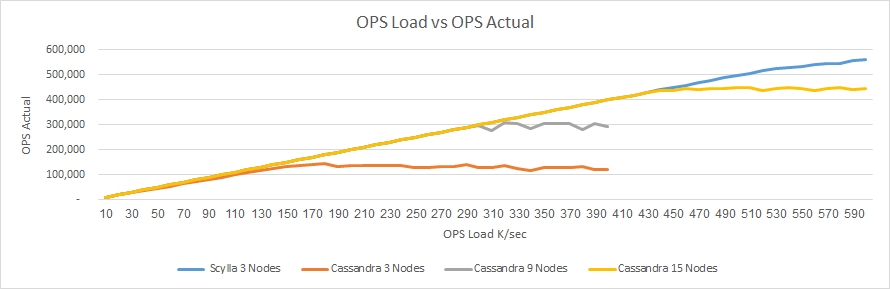 OPS Load vs OPS Actual
600,000
500,000
400,000
300,000
200,000
100,000
-
OPS Actual
10 30 50 70 90 110 130 150 170 190 210 230 250 270 290 310 330 350 370 390 410 430 450 470 490 510 530 550 570 590
OPS Load K/sec
Scylla 3 Nodes Cassandra 3 Nodes Cassandra 9 Nodes Cassandra 15 Nodes